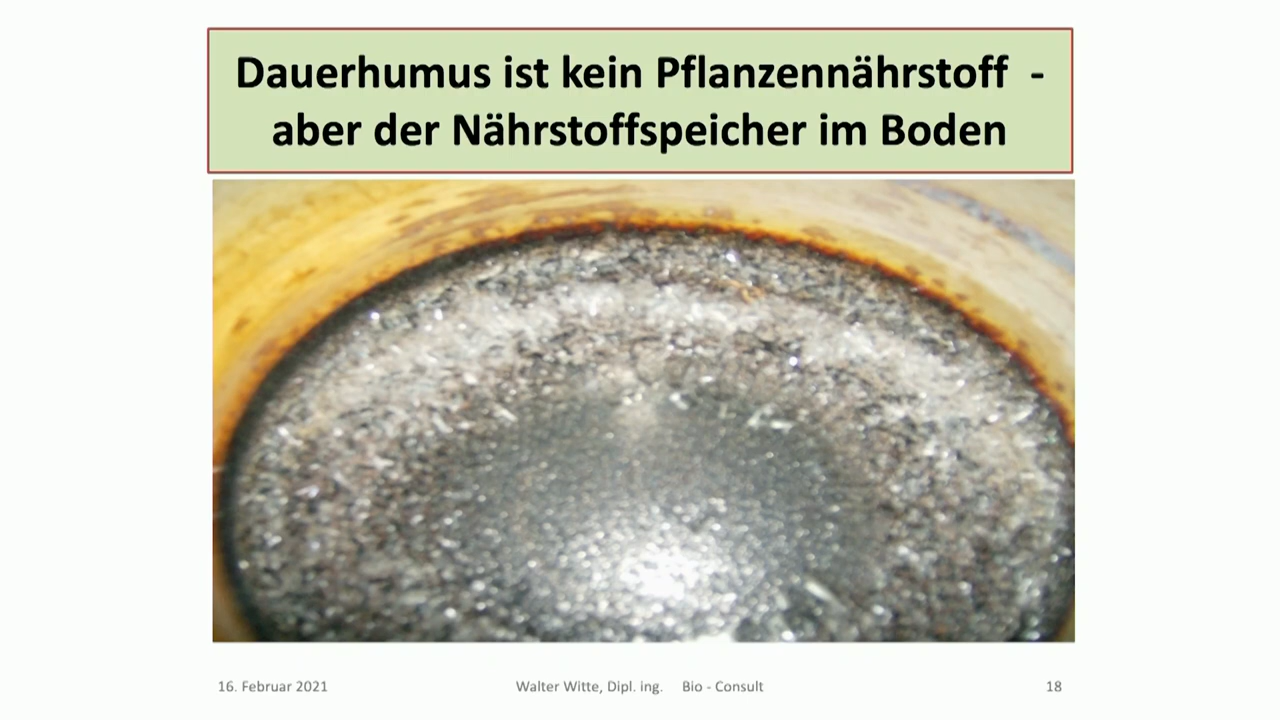 Dauerhumus ist kein Pflanzennährstoff -
aber der Nährstoffspeicher im Boden
16. Februar 2021 Walter Witte, Dipl. ing. Bio - Consult 18